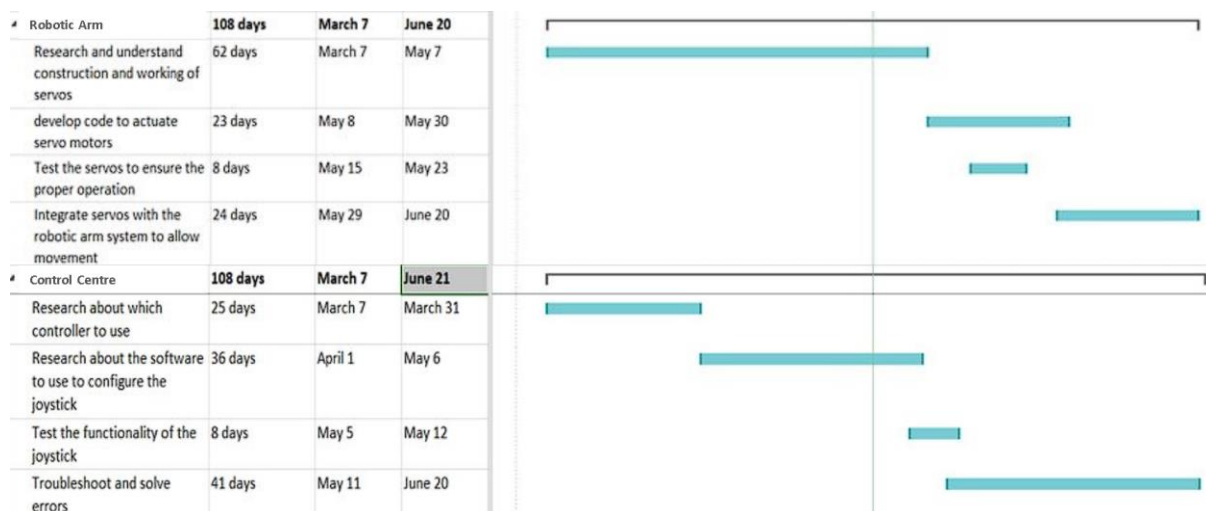 Robotic Arm 108 days March 7 June 20
Research and understand 62 days March 7 May 7
construction and working of
servos
develop code to actuate 23 days May 8 May 30
servo motors
Test the servos to ensure the 8 days May 15 May 23
proper operation
Integrate servos with the 24 days May 29 June 20
robotic arm system to allow
movement
Control Centre 108 days March 7 June 21
Research about which 25 days March 7 March 31
controller to use
Research about the software 36 days April 1 May 6
to use to configure the
joystick
Test the functionality of the 8 days May 5 May 12
joystick
Troubleshoot and solve 41 days May 11 June 20
errors